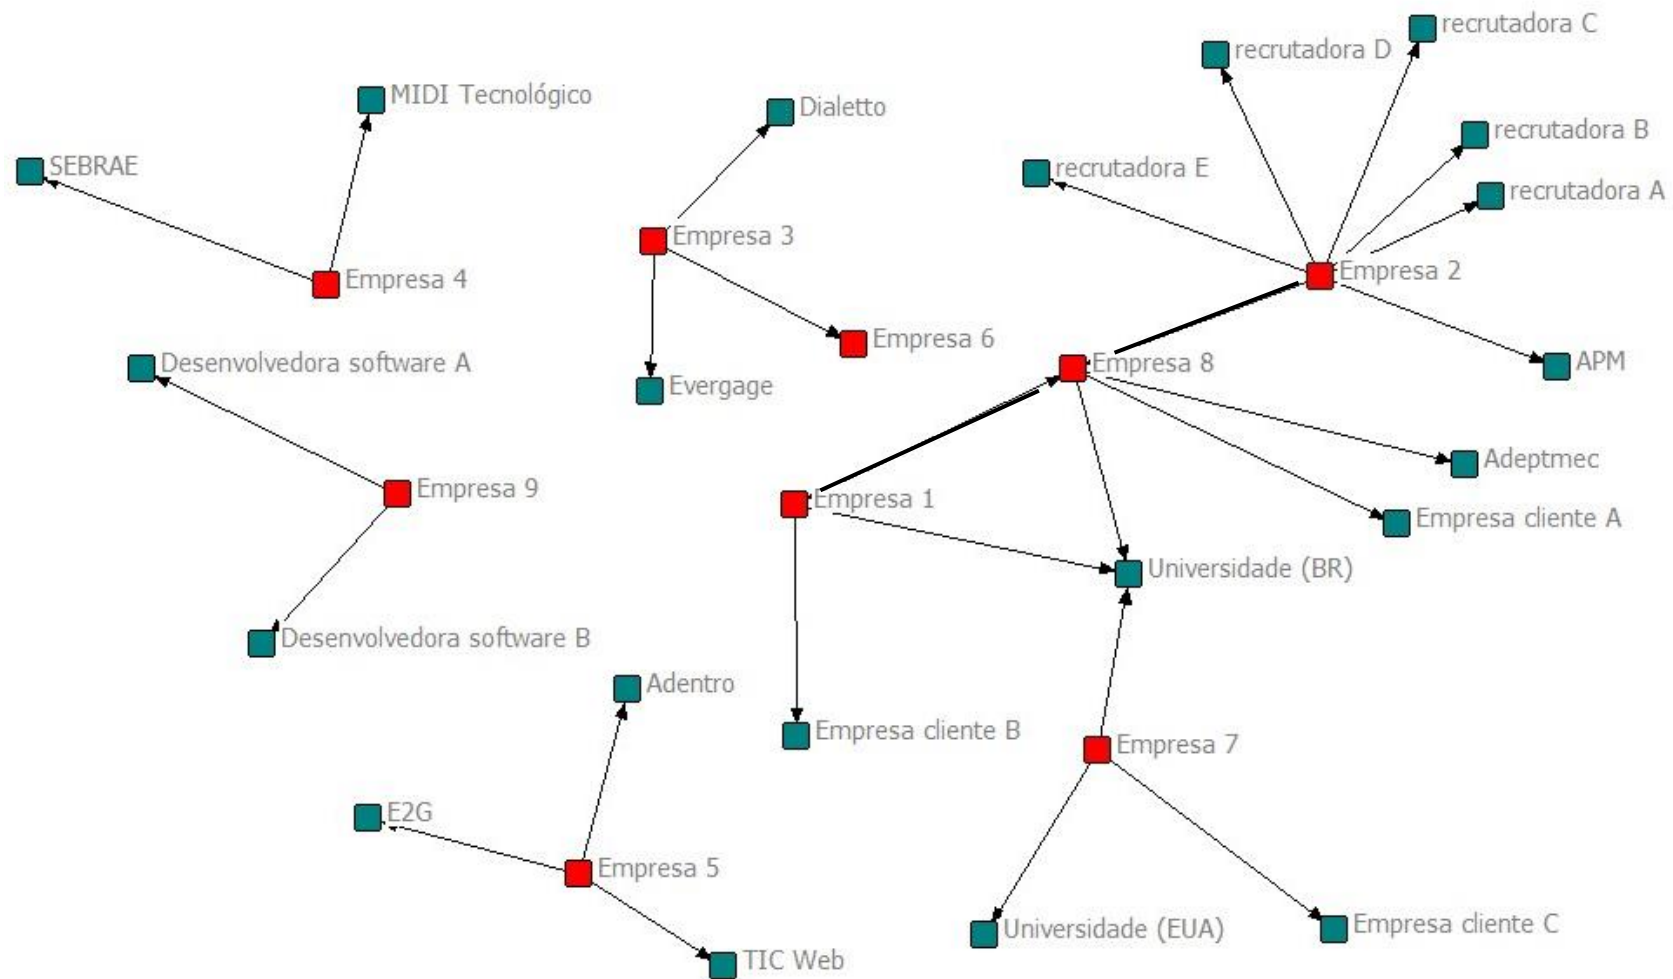 recrutadora C
recrutadora D
MIDI Tecnológico
Dialetto
recrutadora B
SEBRAE
recrutadora E
recrutadora A
Empresa 3
Empresa 4
Empresa 2
Empresa 6
Desenvolvedora software A
Empresa 8
APM
Evergage
Adeptmec
Empresa 9
Empresa 1
Empresa cliente A
Universidade (BR)
Desenvolvedora software B
Adentro
Empresa cliente B
Empresa 7
E2G
Empresa 5
Universidade (EUA)
Empresa cliente C
TIC Web